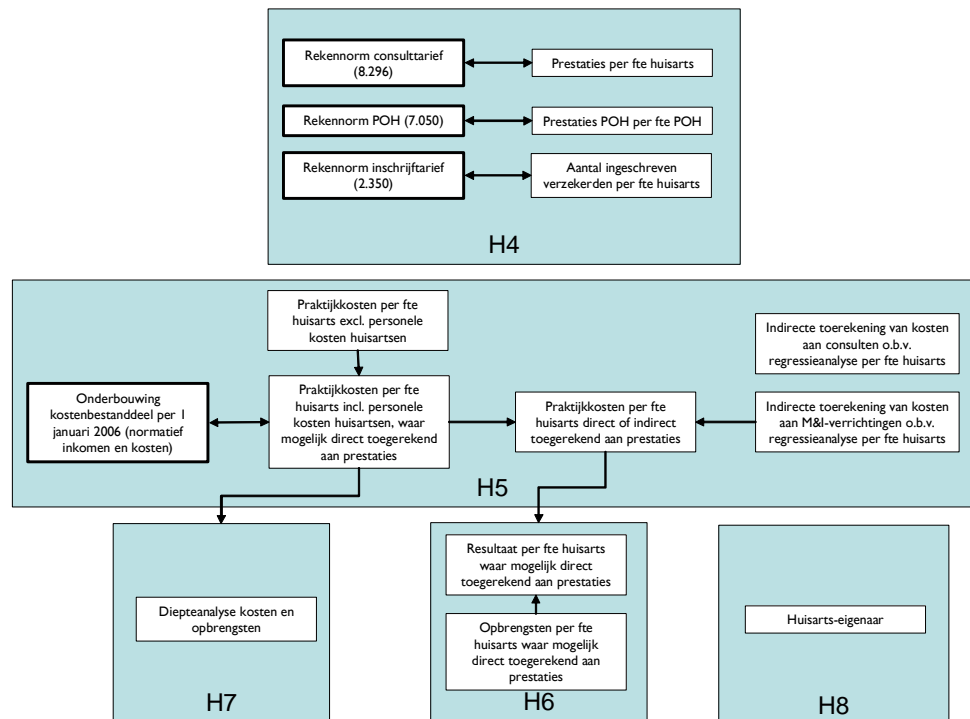 Rekennorm consulttarief
(8.296)
Prestaties per fte huisarts
Rekennorm POH (7.050)
Prestaties POH per fte POH
Rekennorm inschrijftarief
(2.350)
Aantal ingeschreven
verzekerden per fte huisarts
H4
Praktijkkosten per fte
huisarts excl. personele
kosten huisartsen
Indirecte toerekening van kosten
aan consulten o.b.v.
regressieanalyse per fte huisarts
Onderbouwing
kostenbestanddeel per 1
januari 2006 (normatief
inkomen en kosten)
Praktijkkosten per fte
huisarts incl. personele
kosten huisartsen, waar
mogelijk direct toegerekend
aan prestaties
Praktijkkosten per fte
huisarts direct of indirect
toegerekend aan prestaties
Indirecte toerekening van kosten
aan M&I-verrichtingen o.b.v.
regressieanalyse per fte huisarts
H5
Diepteanalyse kosten en
opbrengsten
H7
Resultaat per fte huisarts
waar mogelijk direct
toegerekend aan prestaties
Opbrengsten per fte
huisarts waar mogelijk
direct toegerekend aan
prestaties
H6
Huisarts-eigenaar
H8